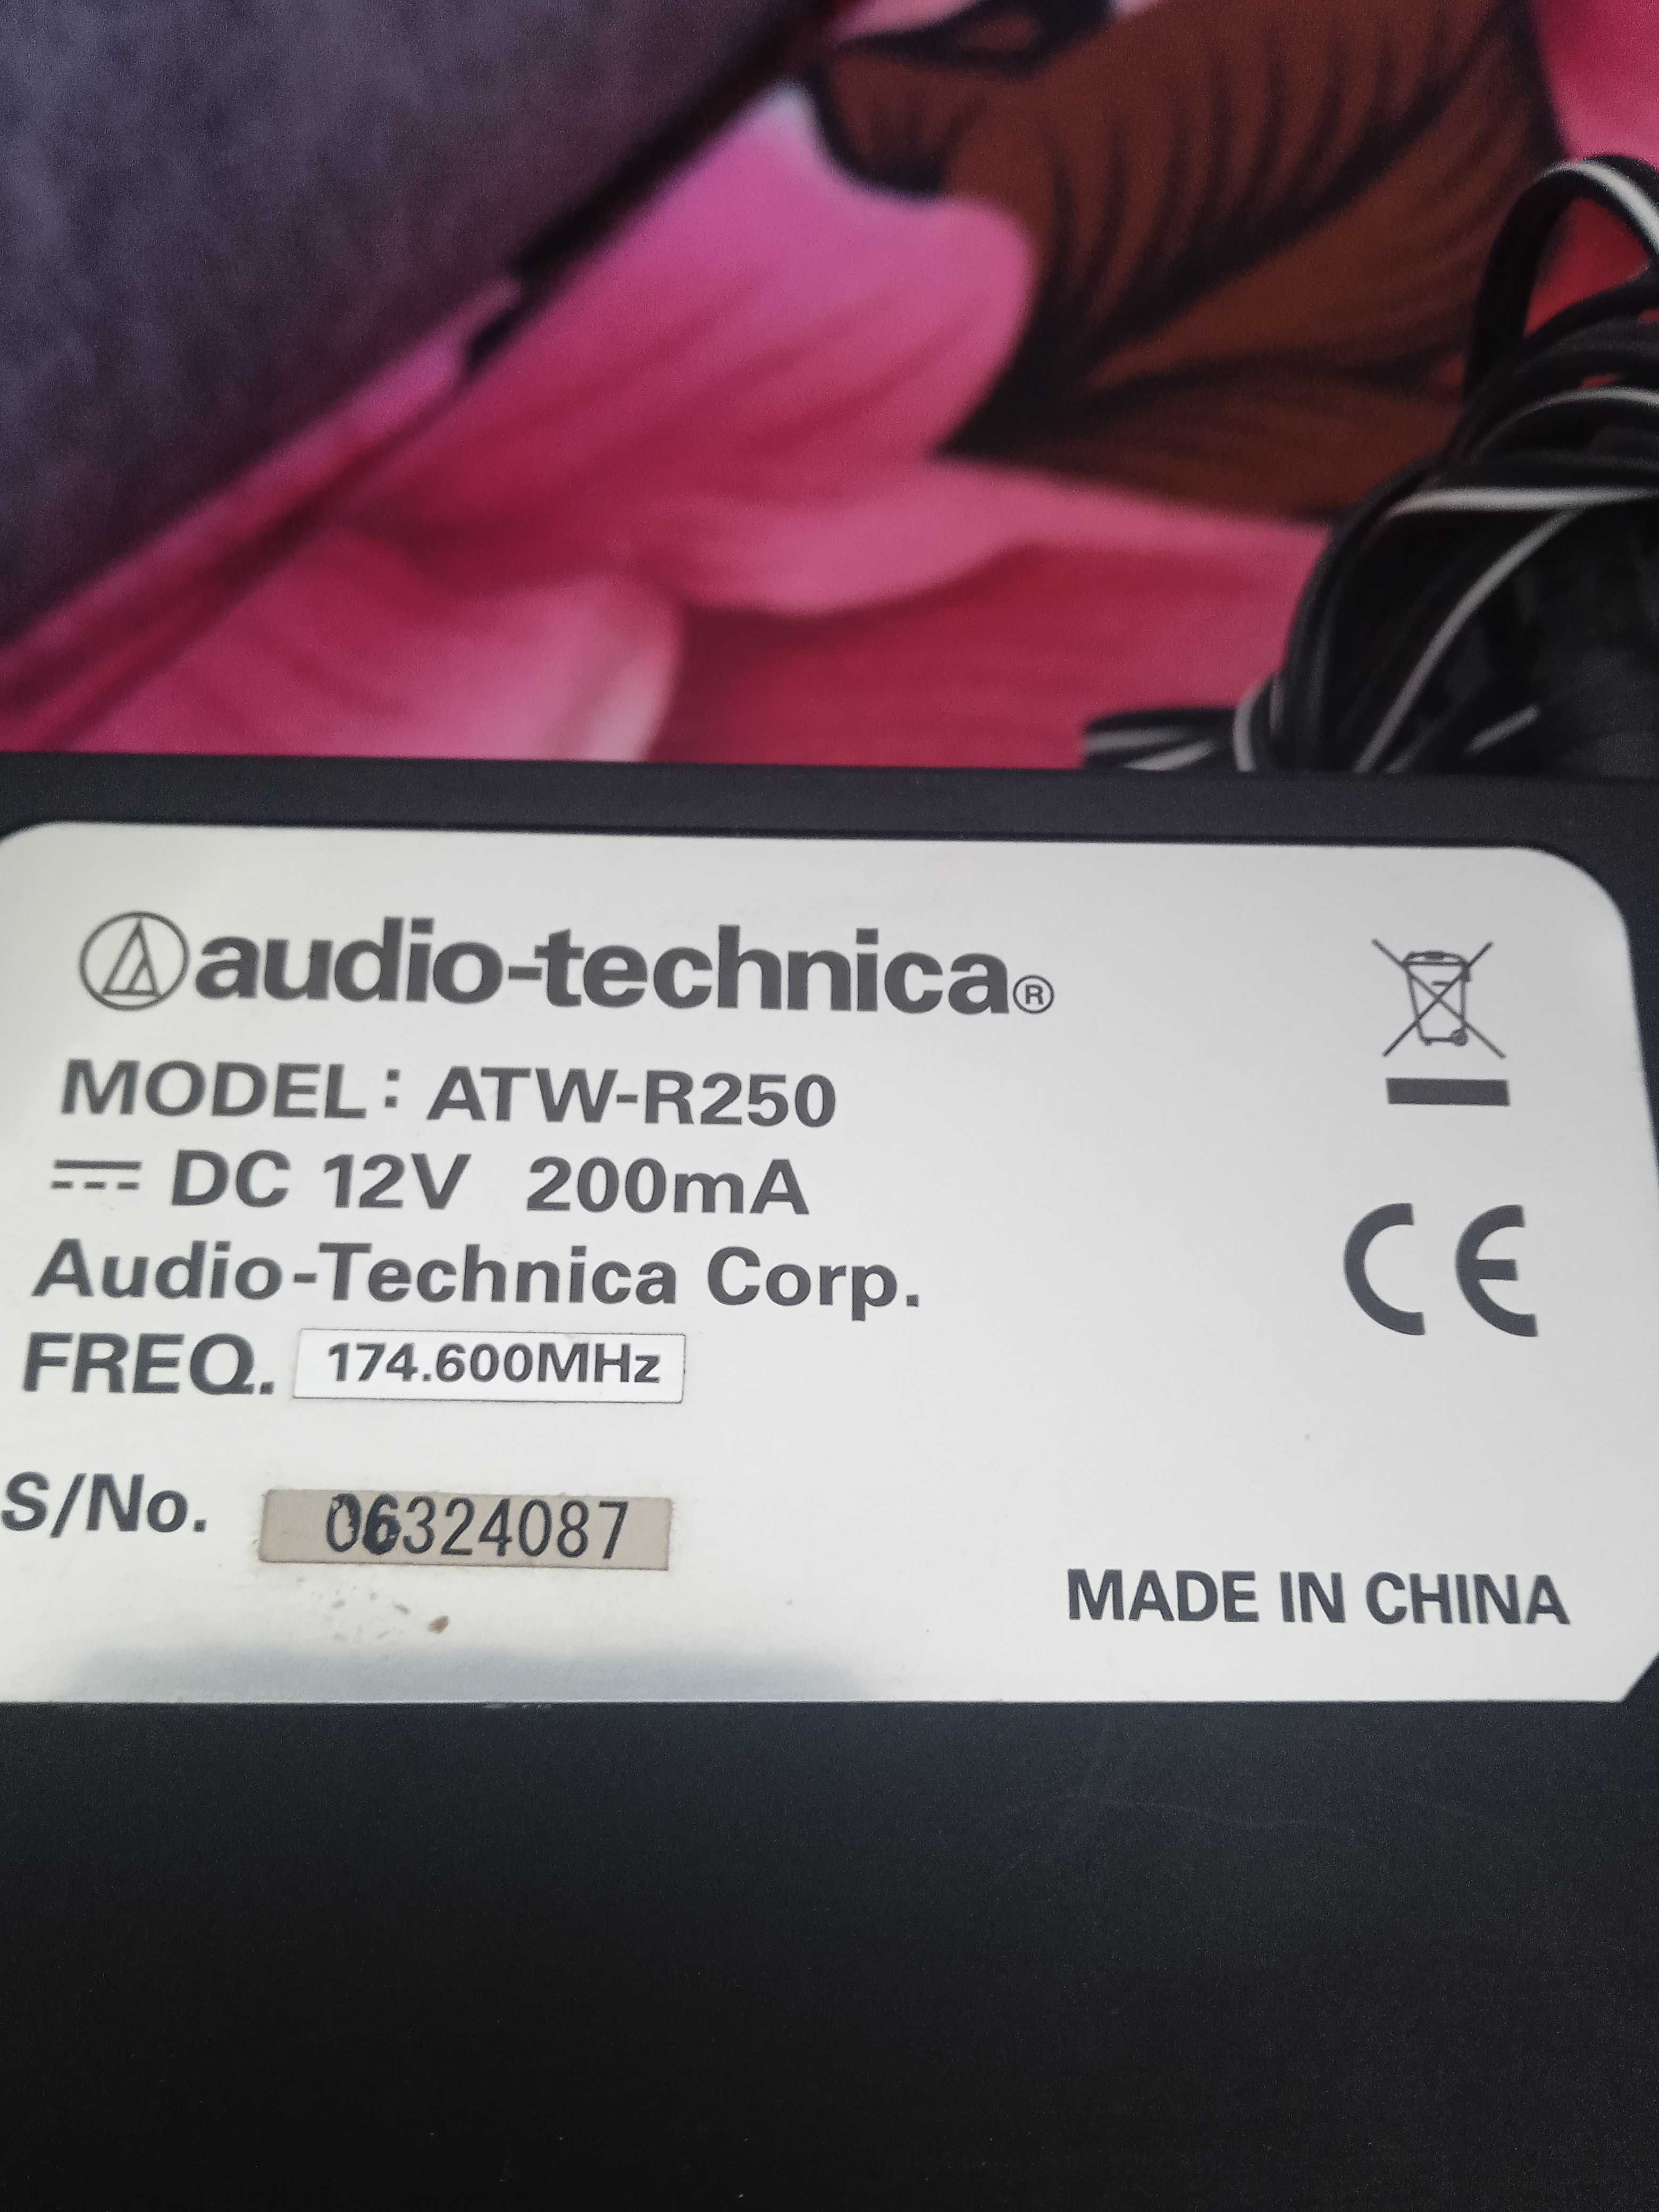 audio-technica®
MODEL: ATW-R250
⎓ DC 12V 200mA
Audio-Technica Corp.
FREQ. 174.600MHz
S/No. 06324087
MADE IN CHINA
CE